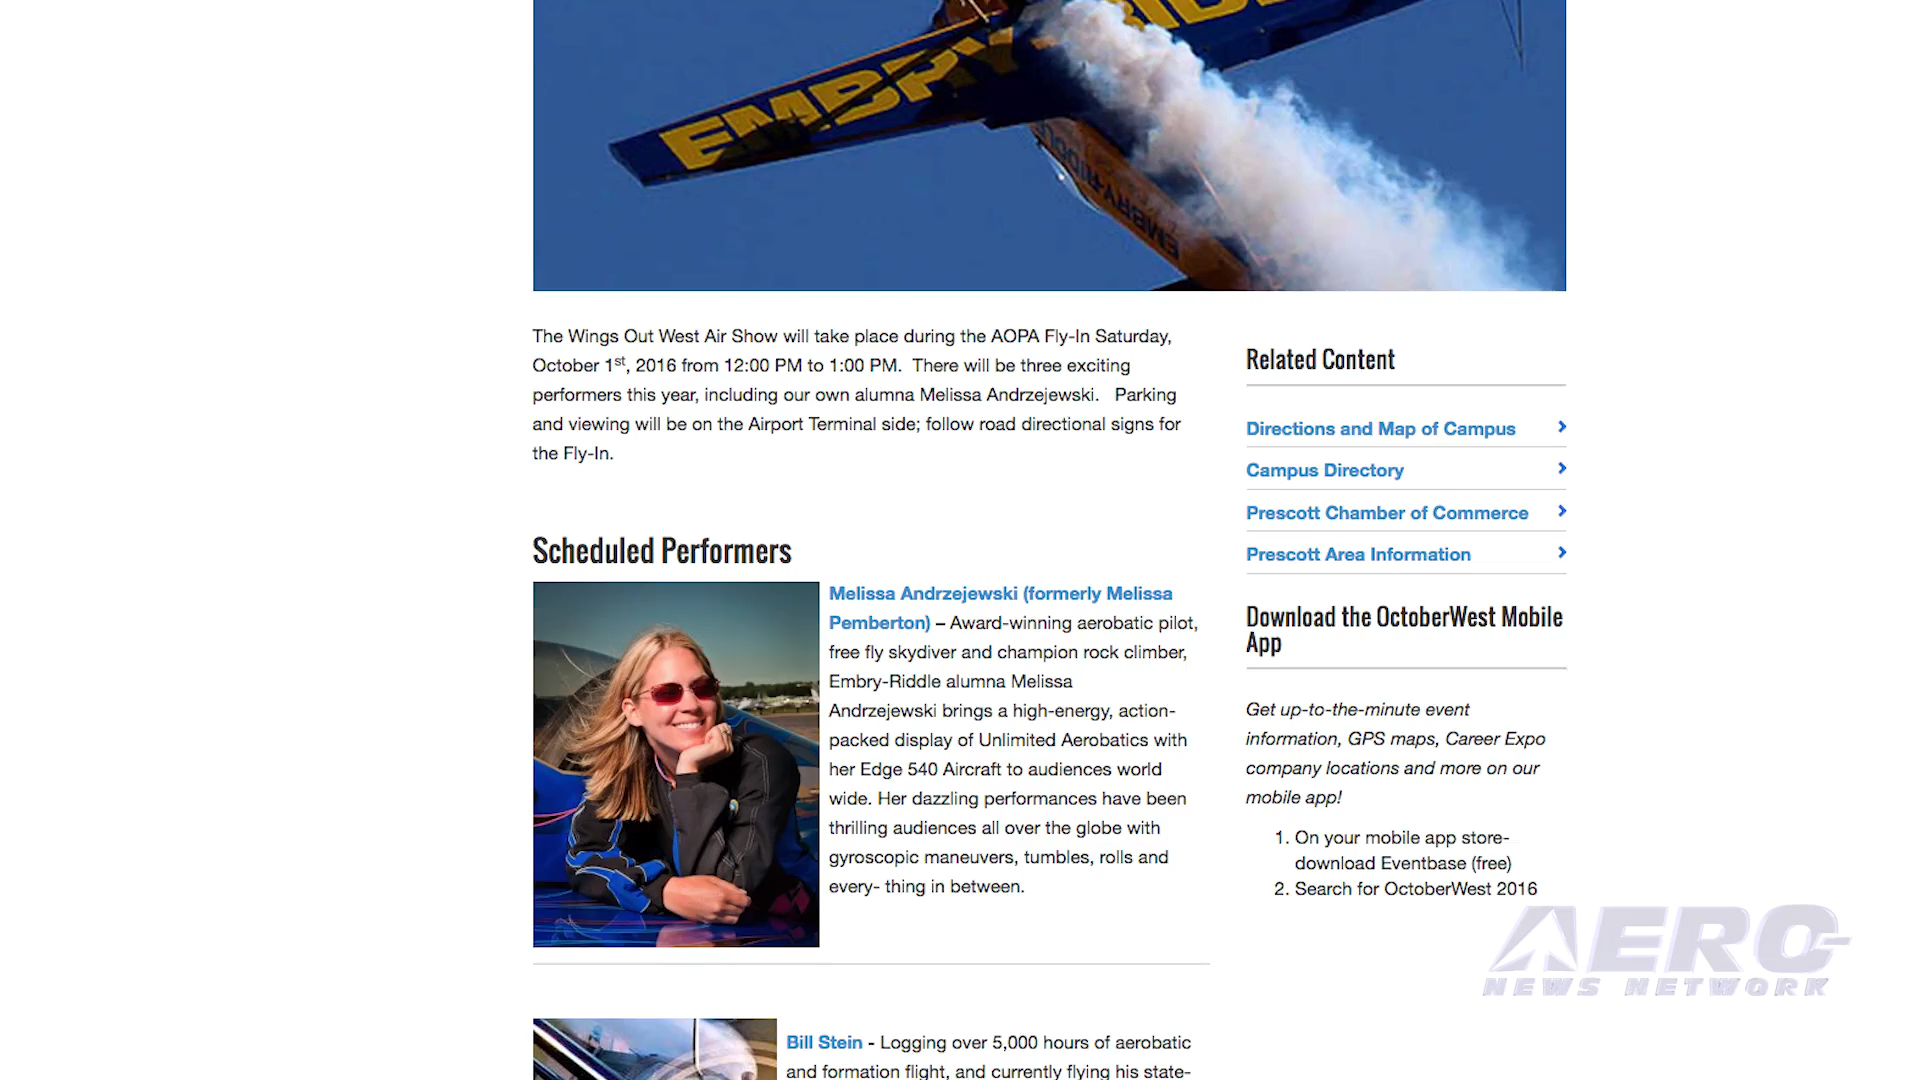 EMBRY-RIDDLE
EMBRY-RIDDLE
The Wings Out West Air Show will take place during the AOPA Fly-In Saturday,
October 1st, 2016 from 12:00 PM to 1:00 PM.  There will be three exciting
performers this year, including our own alumna Melissa Andrzejewski.   Parking
and viewing will be on the Airport Terminal side; follow road directional signs for
the Fly-In.
Scheduled Performers
Melissa Andrzejewski (formerly Melissa
Pemberton) – Award-winning aerobatic pilot,
free fly skydiver and champion rock climber,
Embry-Riddle alumna Melissa
Andrzejewski brings a high-energy, action-
packed display of Unlimited Aerobatics with
her Edge 540 Aircraft to audiences world
wide. Her dazzling performances have been
thrilling audiences all over the globe with
gyroscopic maneuvers, tumbles, rolls and
every- thing in between.
Bill Stein - Logging over 5,000 hours of aerobatic
and formation flight, and currently flying his state-
Related Content
Directions and Map of Campus
Campus Directory
Prescott Chamber of Commerce
Prescott Area Information
Download the OctoberWest Mobile
App
Get up-to-the-minute event
information, GPS maps, Career Expo
company locations and more on our
mobile app!
1. On your mobile app store-
download Eventbase (free)
2. Search for OctoberWest 2016
AERO-
NEWS NETWORK